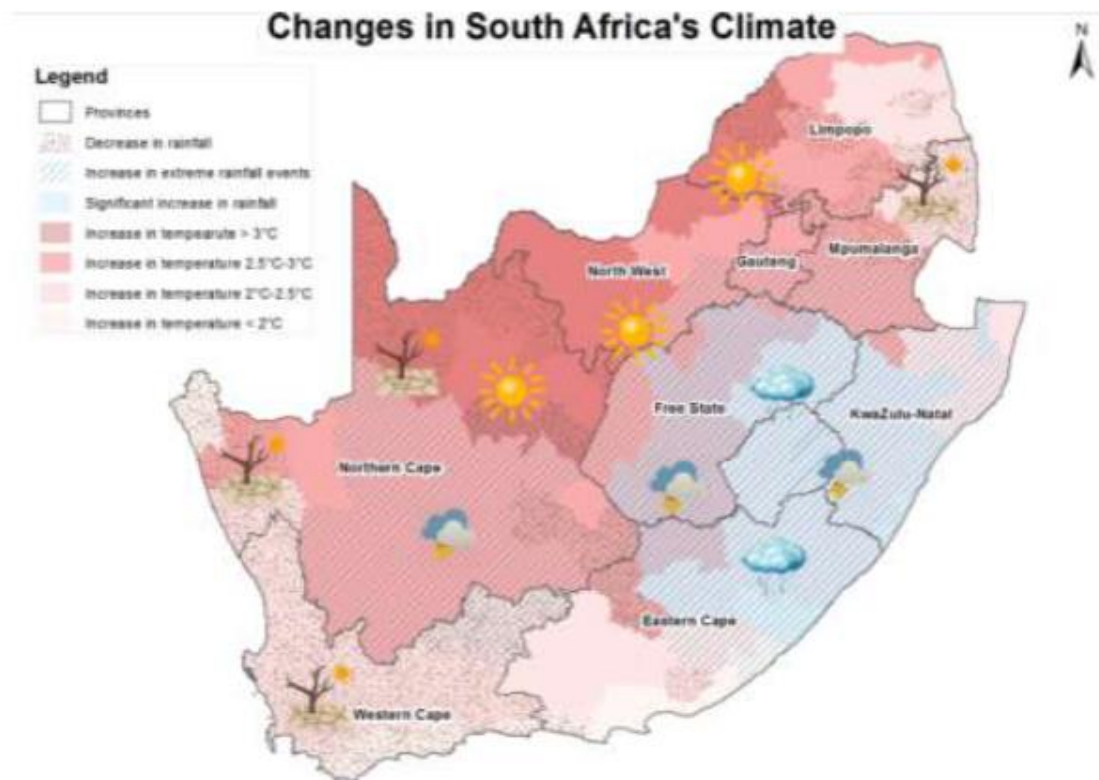 Changes in South Africa's Climate
N
Legend
Provinces
Decrease in rainfall
Increase in extreme rainfall events
Significant increase in rainfall
Increase in tempearute > 3°C
Increase in temperature 2.5°C-3°C
Increase in temperature 2°C-2.5°C
Increase in temperature < 2°C
Limpopo
Mpumalanga
Gauteng
North West
Free State
KwaZulu-Natal
Northern Cape
Eastern Cape
Western Cape